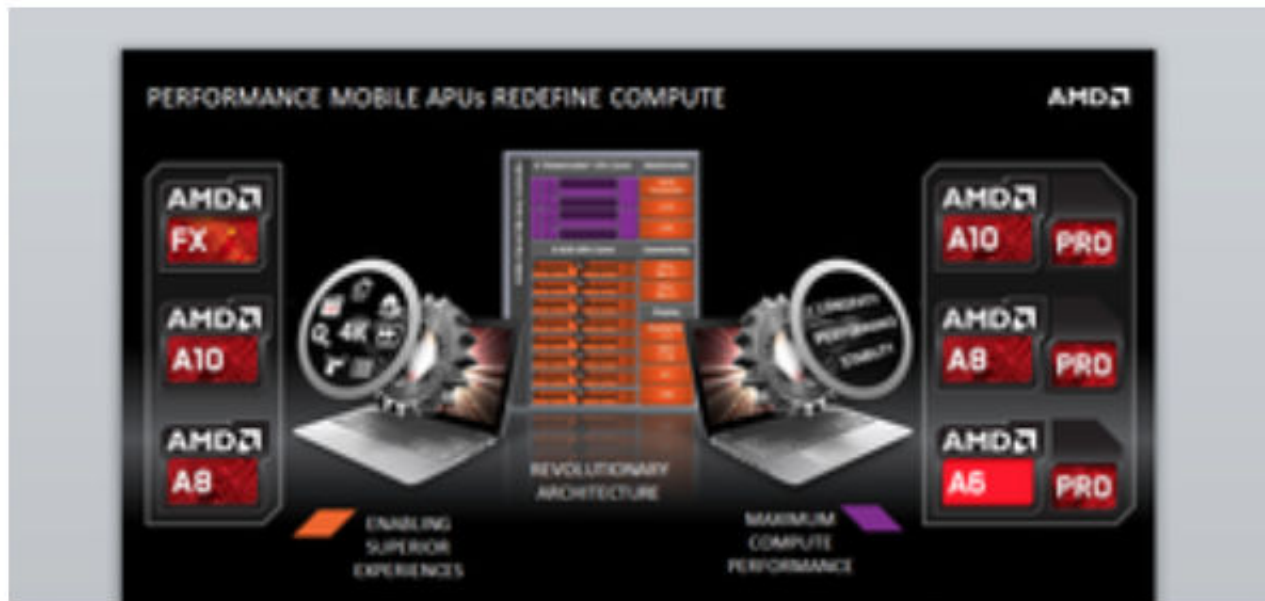 PERFORMANCE MOBILE APUs REDEFINE COMPUTE
AMD
AMD
FX
AMD
A10
AMD
A8
4K
LONGEVITY
PERFORMANCE
STABILITY
AMD
A10 PRO
AMD
A8 PRO
AMD
A6 PRO
REVOLUTIONARY
ARCHITECTURE
ENABLING
SUPERIOR
EXPERIENCES
MAXIMUM
COMPUTE
PERFORMANCE